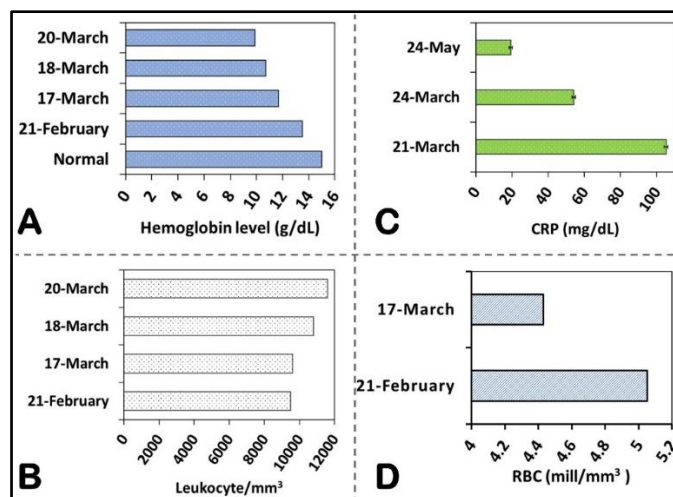 20-March
18-March
17-March
21-February
Normal
0 2 4 6 8 10 12 14 16
A
Hemoglobin level (g/dL)
24-May
24-March
21-March
0 20 40 60 80 100
C
CRP (mg/dL)
20-March
18-March
17-March
21-February
0 2000 4000 6000 8000 10000 12000
B
Leukocyte/mm³
17-March
21-February
4 4.2 4.4 4.6 4.8 5 5.2
RBC (mill/mm³)
D